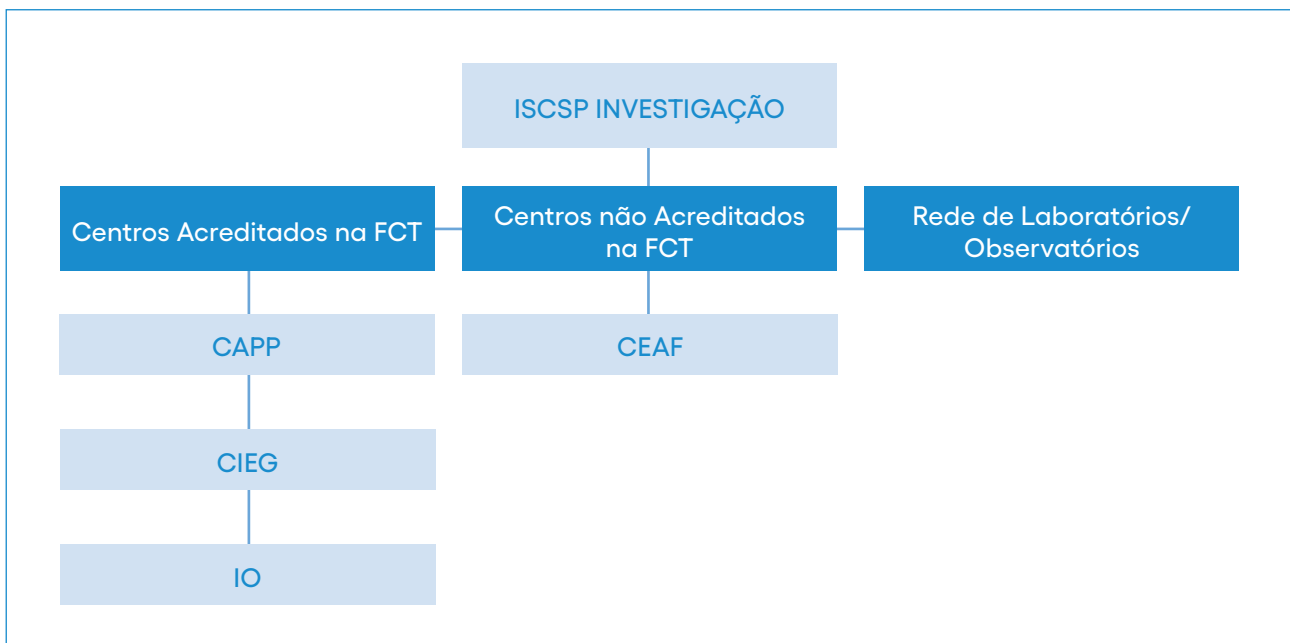 ISCSP INVESTIGAÇÃO
Centros Acreditados na FCT
Centros não Acreditados
na FCT
Rede de Laboratórios/
Observatórios
CAPP
CEAF
CIEG
IO